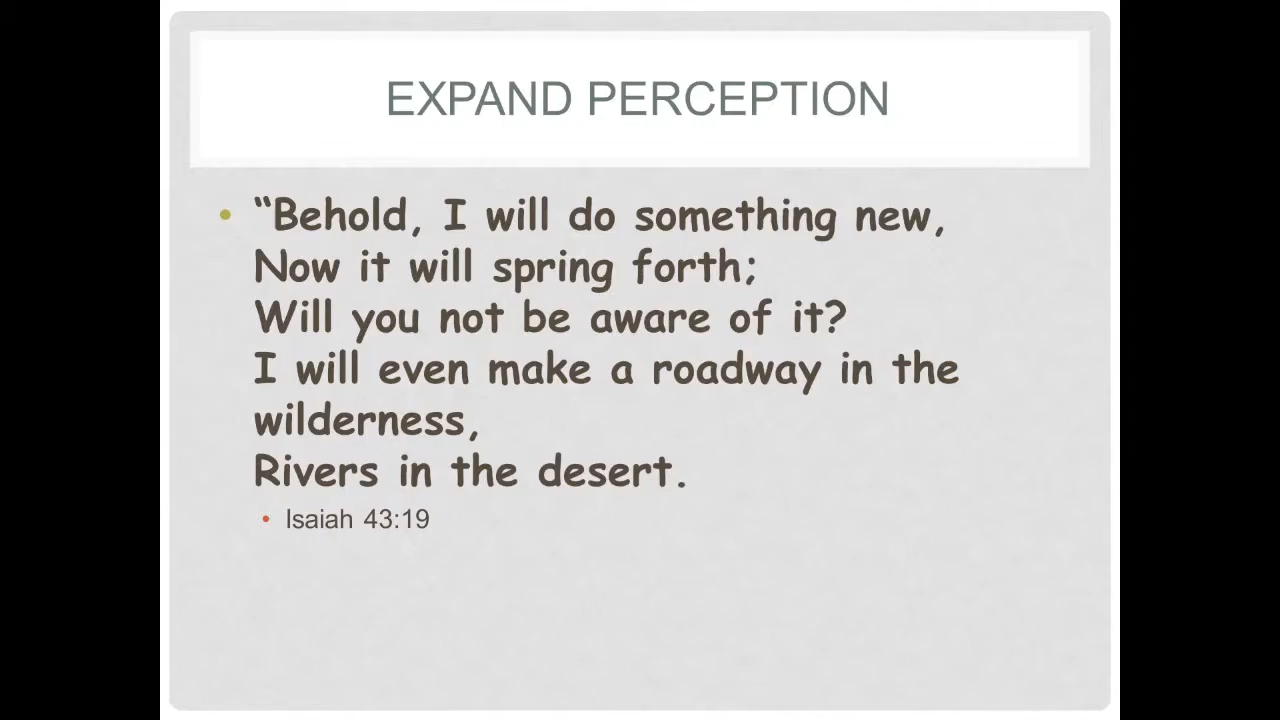 EXPAND PERCEPTION
• “Behold, I will do something new,
Now it will spring forth;
Will you not be aware of it?
I will even make a roadway in the
wilderness,
Rivers in the desert.
• Isaiah 43:19